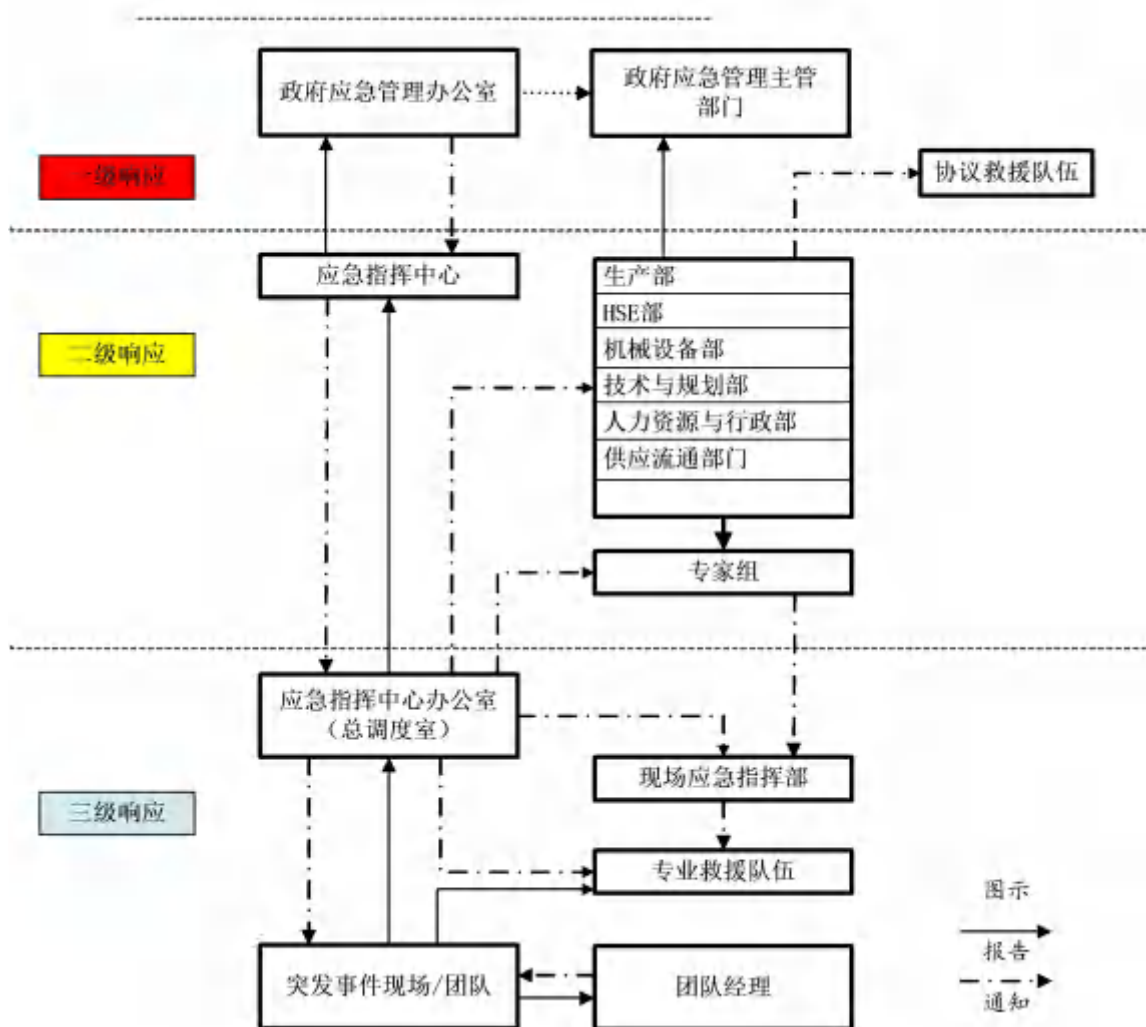 政府应急管理办公室
政府应急管理主管
部门
一级响应
协议救援队伍
应急指挥中心
生产部
HSE部
二级响应
机械设备部
技术与规划部
人力资源与行政部
供应流通部门
专家组
应急指挥中心办公室
（总调度室）
现场应急指挥部
三级响应
专业救援队伍
图示
报告
突发事件现场/团队
团队经理
通知